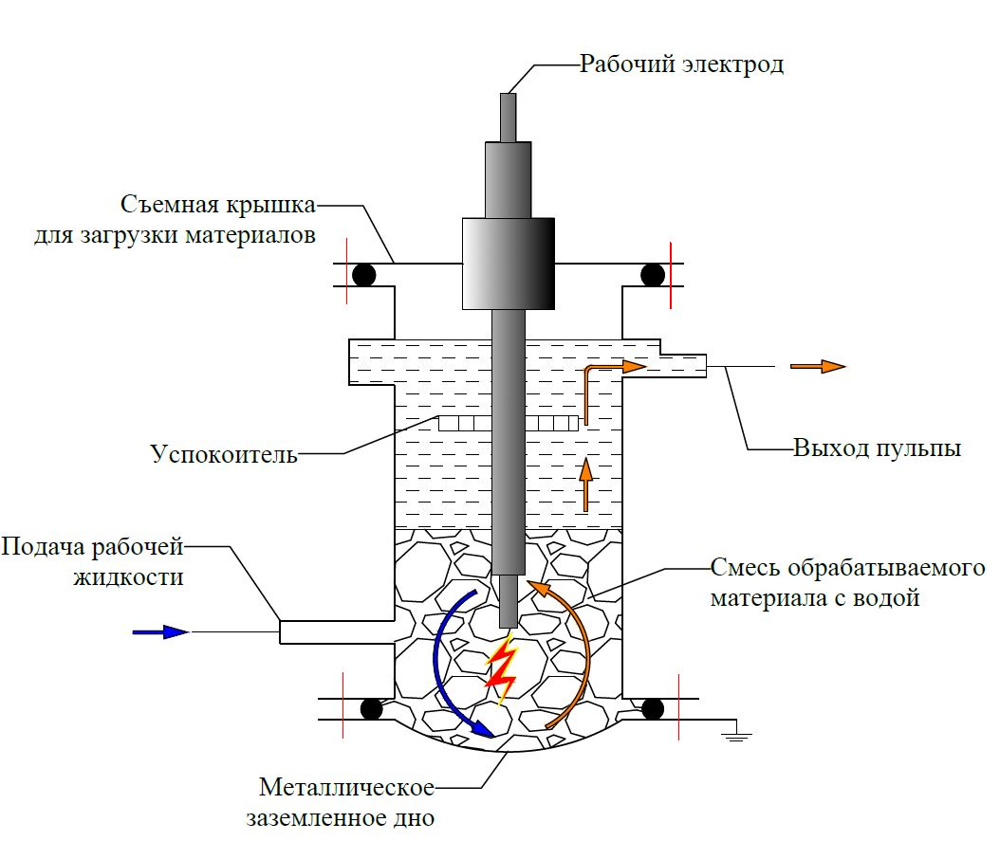 Рабочий электрод
Съемная крышка
для загрузки материалов
Успокоитель
Выход пульпы
Подача рабочей
жидкости
Смесь обрабатываемого
материала с водой
Металлическое
заземленное дно